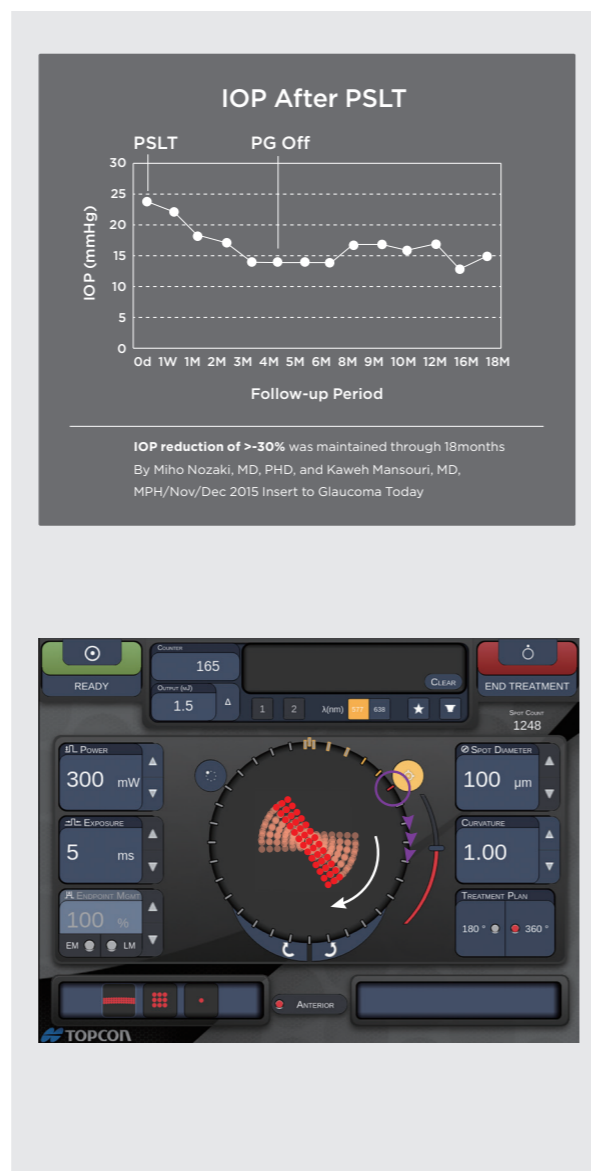 IOP After PSLT
PSLT PG Off
30
25
20
15
10
5
0
IOP (mmHg)
0d 1W 1M 2M 3M 4M 5M 6M 8M 9M 10M 12M 16M 18M
Follow-up Period
IOP reduction of >-30% was maintained through 18months
By Miho Nozaki, MD, PHD, and Kaweh Mansouri, MD,
MPH/Nov/Dec 2015 Insert to Glaucoma Today
READY
COUNTER
165
OUTPUT (mJ)
1.5 Δ
CLEAR
1 2 λ(nm) 577 638
END TREATMENT
SPOT COUNT
1248
POWER
300 mW
EXPOSURE
5 ms
ENDPOINT MGMT
100 %
EM LM
SPOT DIAMETER
100 µm
CURVATURE
1.00
TREATMENT PLAN
180 ° 360 °
ANTERIOR
TOPCON